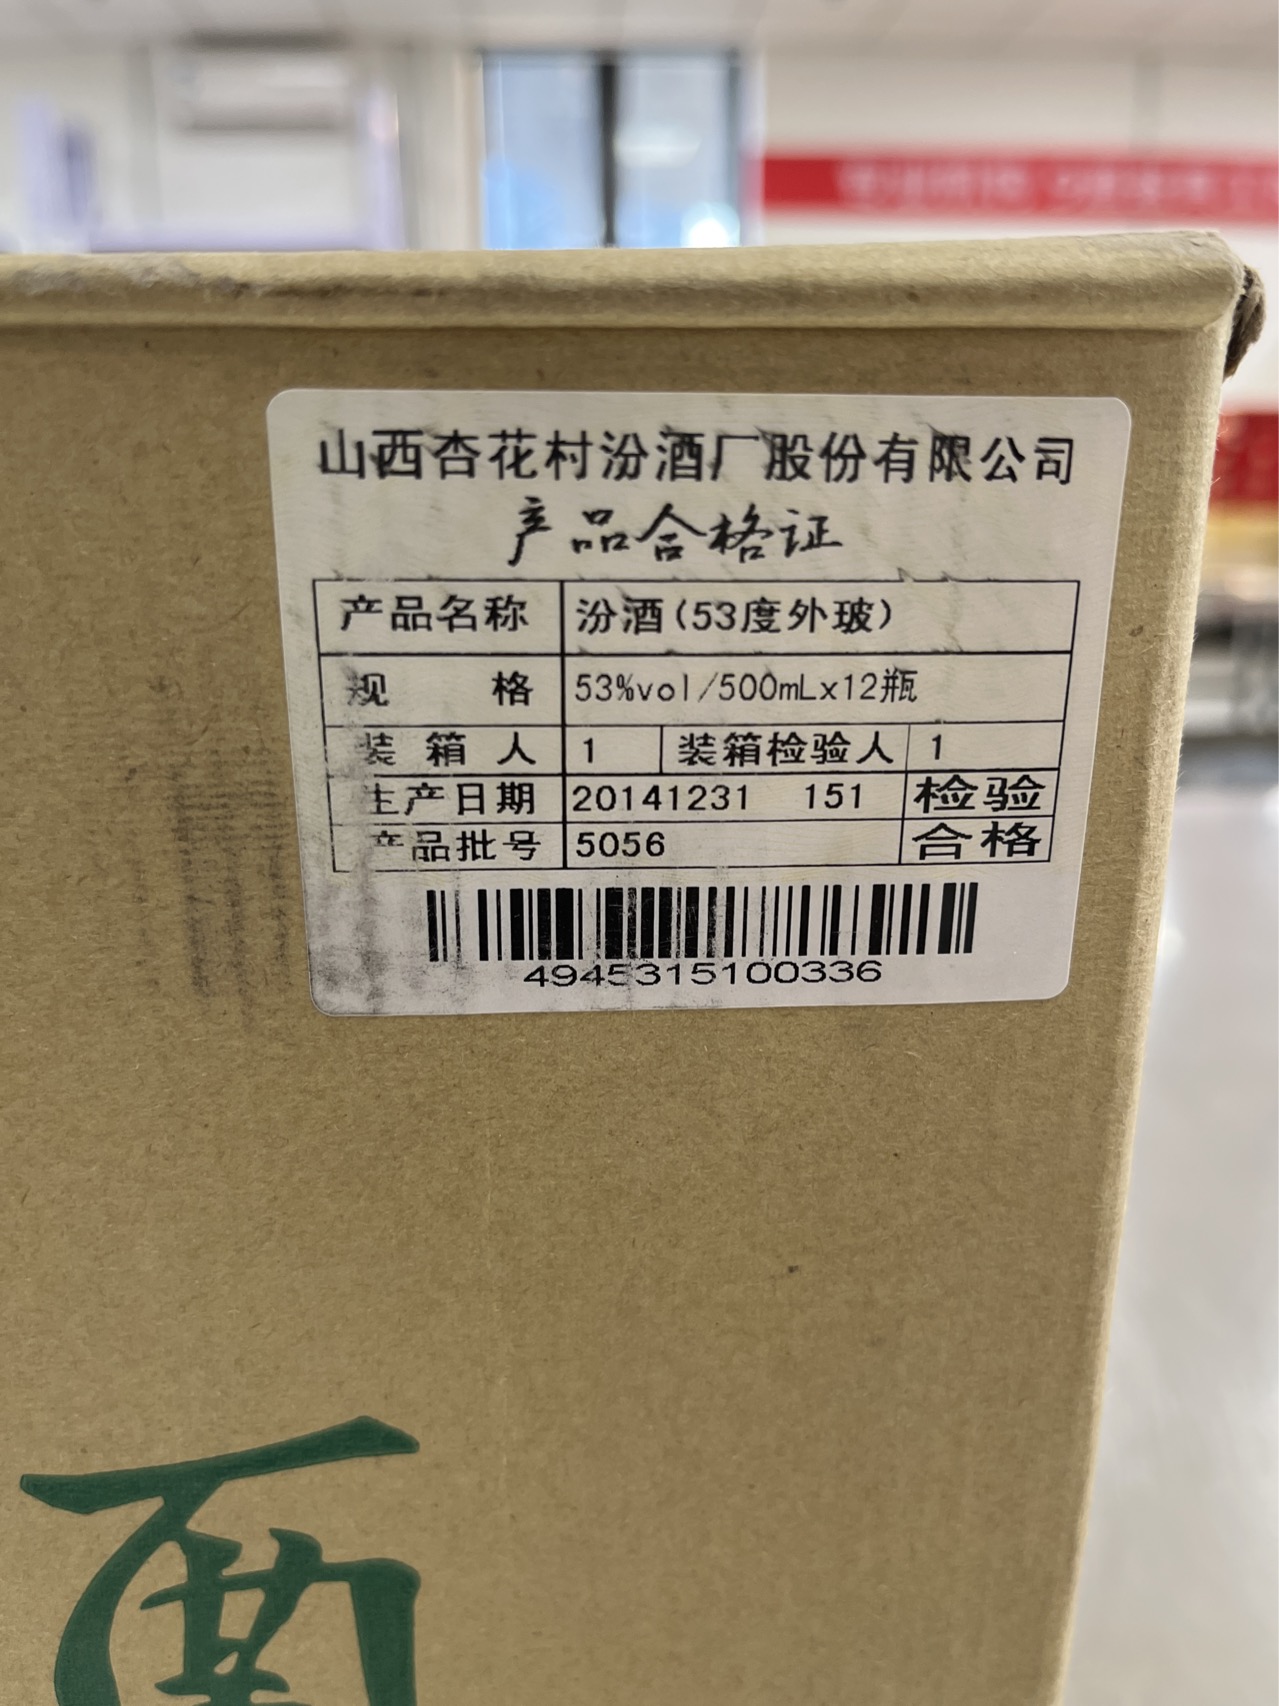 山西杏花村汾酒厂股份有限公司
产品合格证
产品名称 汾酒(53度外玻)
规 格 53%vol/500mLx12瓶
装 箱 人 1 装箱检验人 1
生产日期 20141231 151 检验
产品批号 5056 合格
4945315100336